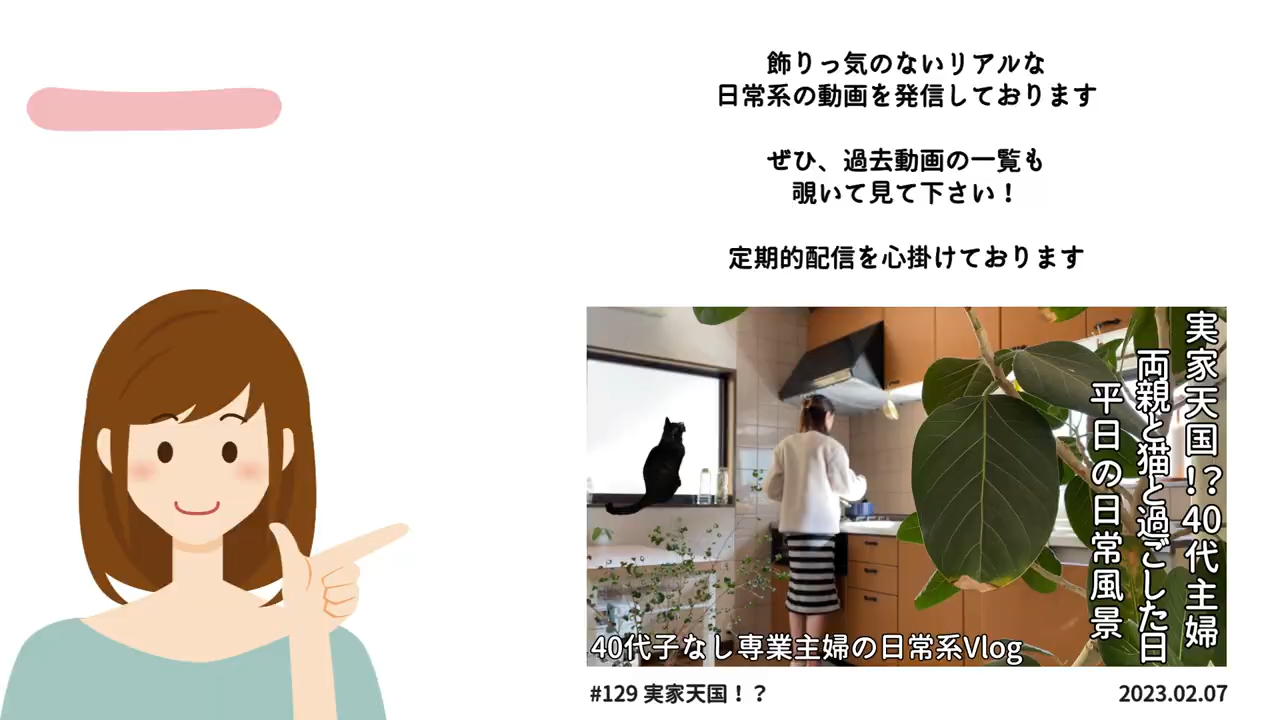 飾りっ気のないリアルな
日常系の動画を発信しております
ぜひ、過去動画の一覧も
覗いて見て下さい！
定期的配信を心掛けております
実家天国！？40代主婦
両親と猫と過ごした日
平日の日常風景
40代子なし専業主婦の日常系Vlog
#129 実家天国！？
2023.02.07